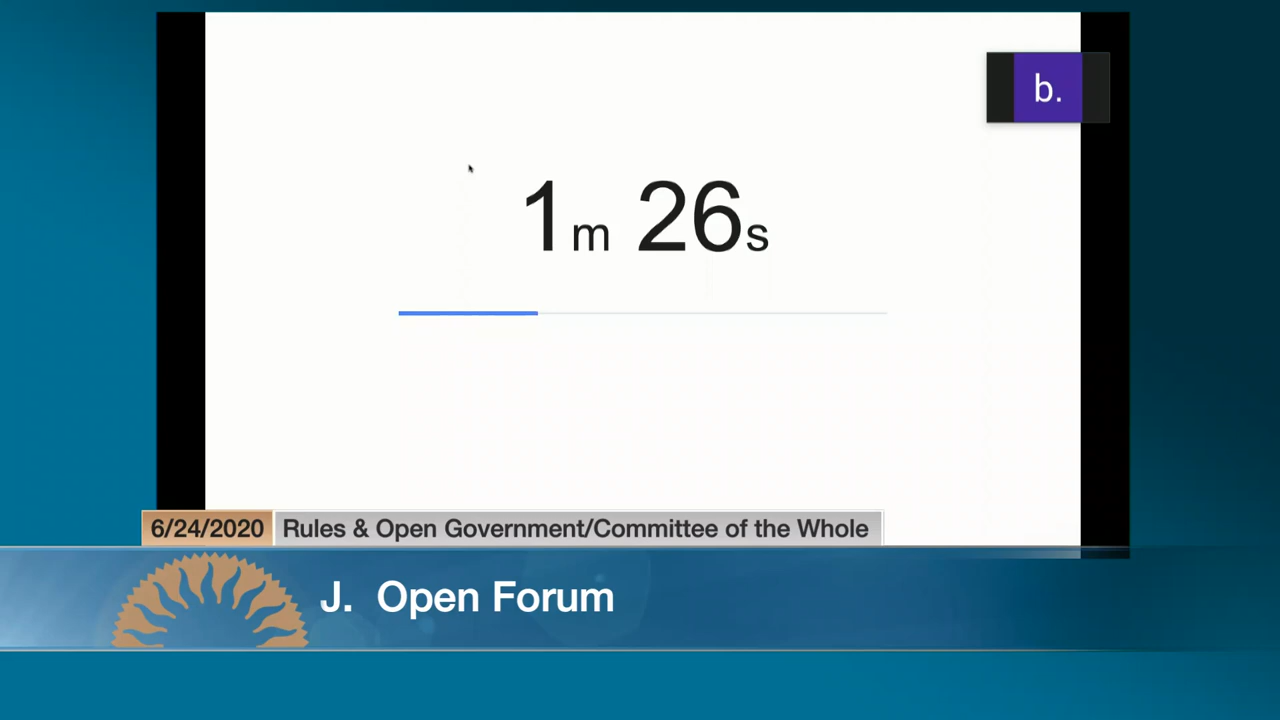 b.
1m 26s
6/24/2020 Rules & Open Government/Committee of the Whole
J. Open Forum